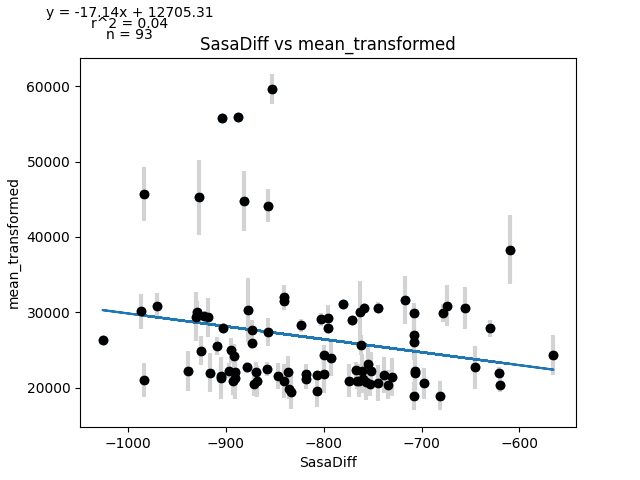 y = -17.14x + 12705.31
r^2 = 0.04
n = 93
SasaDiff vs mean_transformed
60000
50000
40000
30000
20000
mean_transformed
−1000
−900
−800
−700
−600
SasaDiff